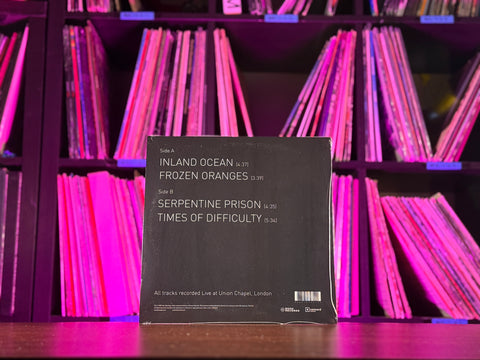 Side A
INLAND OCEAN (4:37)
FROZEN ORANGES (3:39)
Side B
SERPENTINE PRISON (4:35)
TIMES OF DIFFICULTY (5:34)
All tracks recorded Live at Union Chapel, London